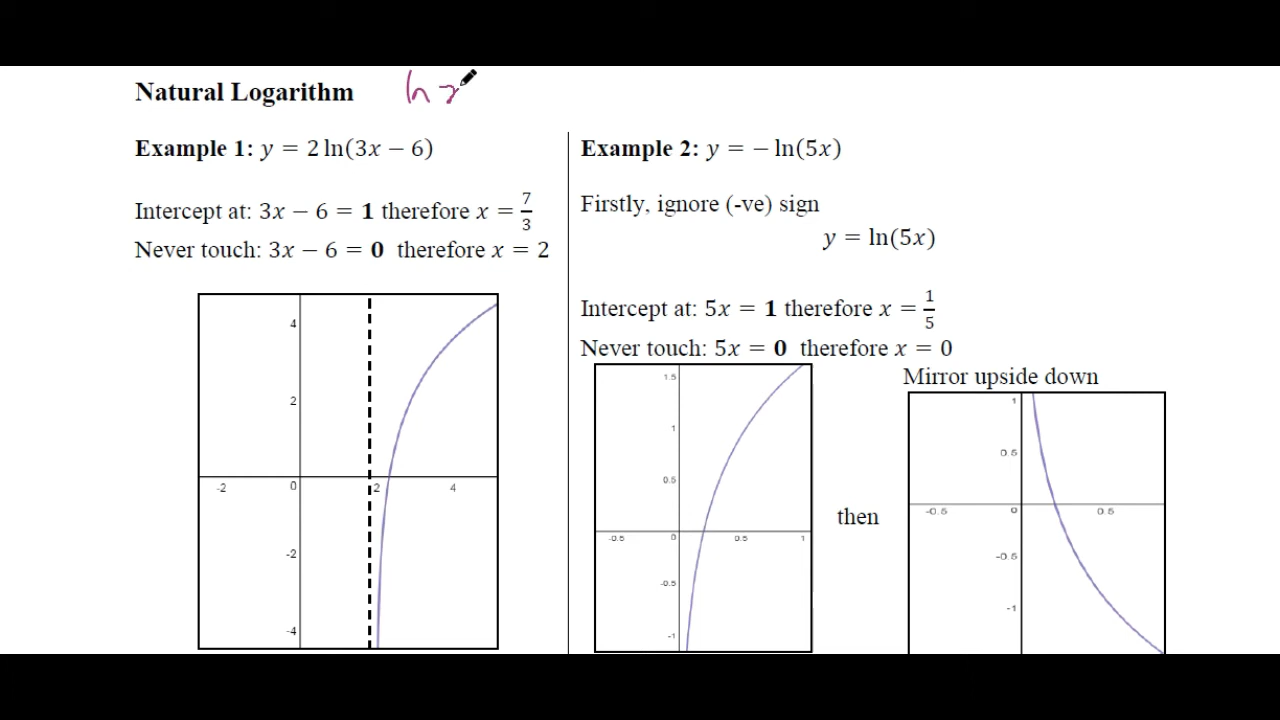 Natural Logarithm ln x
Example 1: y = 2 ln(3x − 6)
Intercept at: 3x − 6 = 1 therefore x = 7/3
Never touch: 3x − 6 = 0 therefore x = 2
4
2
-2
0
2
4
-2
-4
Example 2: y = − ln(5x)
Firstly, ignore (-ve) sign
y = ln(5x)
Intercept at: 5x = 1 therefore x = 1/5
Never touch: 5x = 0 therefore x = 0
1.5
1
0.5
-0.5
0
0.5
1
-0.5
-1
then
Mirror upside down
1
0.5
-0.5
0
0.5
-0.5
-1